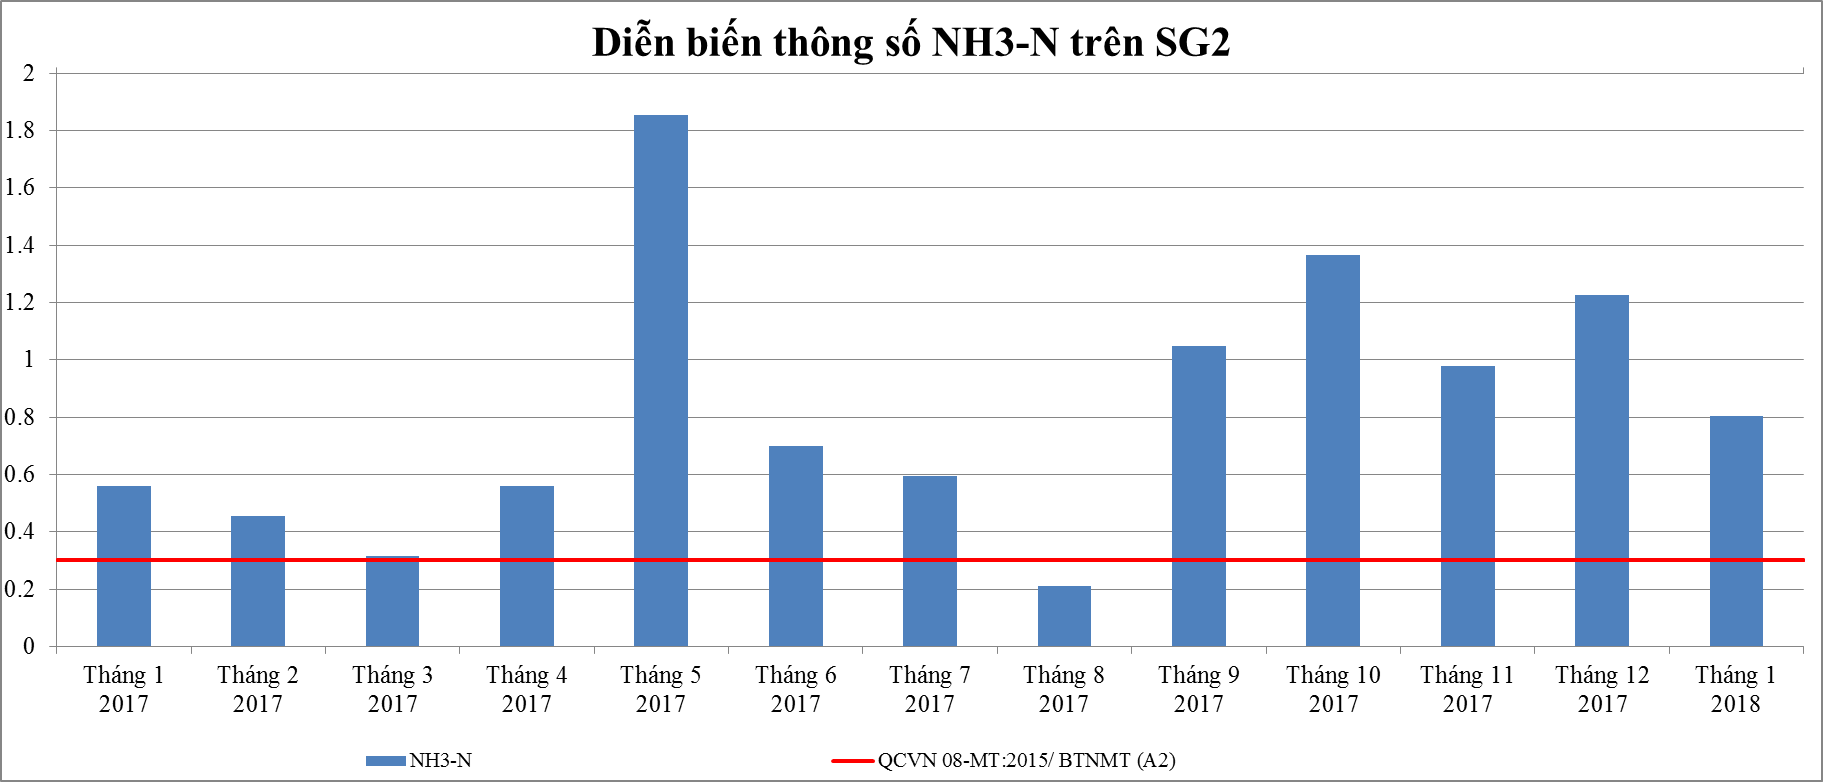 Diễn biến thông số NH3-N trên SG2
2
1.8
1.6
1.4
1.2
1
0.8
0.6
0.4
0.2
0
Tháng 1 2017
Tháng 2 2017
Tháng 3 2017
Tháng 4 2017
Tháng 5 2017
Tháng 6 2017
Tháng 7 2017
Tháng 8 2017
Tháng 9 2017
Tháng 10 2017
Tháng 11 2017
Tháng 12 2017
Tháng 1 2018
NH3-N
QCVN 08-MT:2015/ BTNMT (A2)